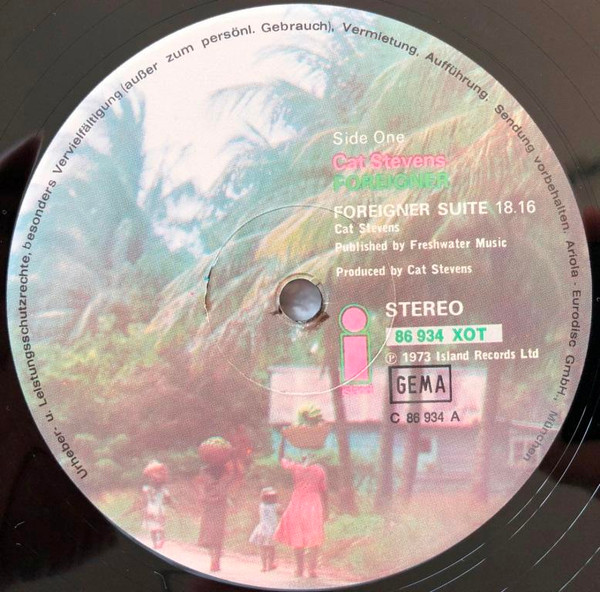 Urheber- u. Leistungsschutzrechte, besonders Vervielfältigung (außer zum persönl. Gebrauch), Vermietung, Aufführung, Sendung vorbehalten. Ariola - Eurodisc GmbH., München
Side One
Cat Stevens
FOREIGNER
FOREIGNER SUITE 18.16
Cat Stevens
Published by Freshwater Music
Produced by Cat Stevens
STEREO
86 934 XOT
℗ 1973 Island Records Ltd
GEMA
C 86 934 A